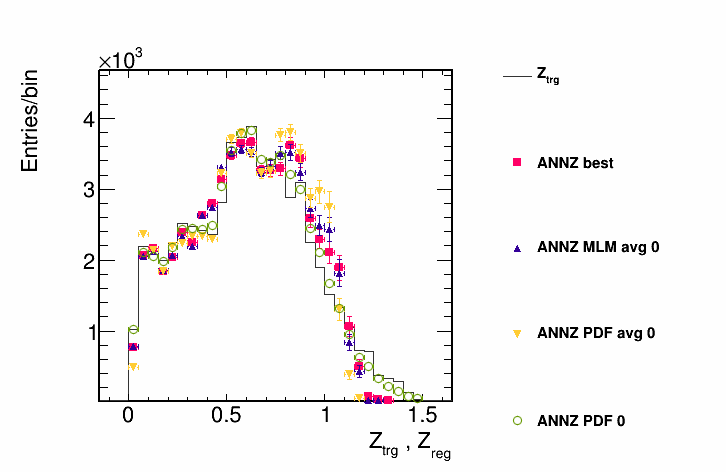 ×10³
Entries/bin
4
3
2
1
0 0.5 1 1.5
Z_trg , Z_reg
Z_trg
ANNZ best
ANNZ MLM avg 0
ANNZ PDF avg 0
ANNZ PDF 0